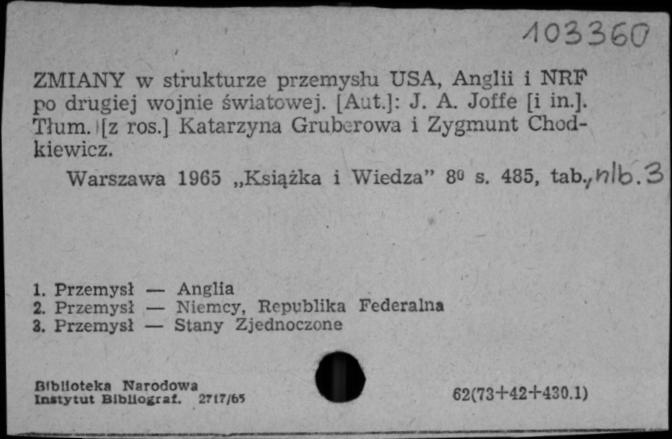 103360
ZMIANY w strukturze przemysłu USA, Anglii i NRF
po drugiej wojnie światowej. [Aut.]: J. A. Joffe [i in.].
Tłum. [z ros.] Katarzyna Gruberowa i Zygmunt Chod-
kiewicz.
Warszawa 1965 „Książka i Wiedza” 8⁰ s. 485, tab., nlb. 3
1. Przemysł — Anglia
2. Przemysł — Niemcy, Republika Federalna
3. Przemysł — Stany Zjednoczone
Biblioteka Narodowa
Instytut Bibliograf. 2717/65
62(73+42+430.1)